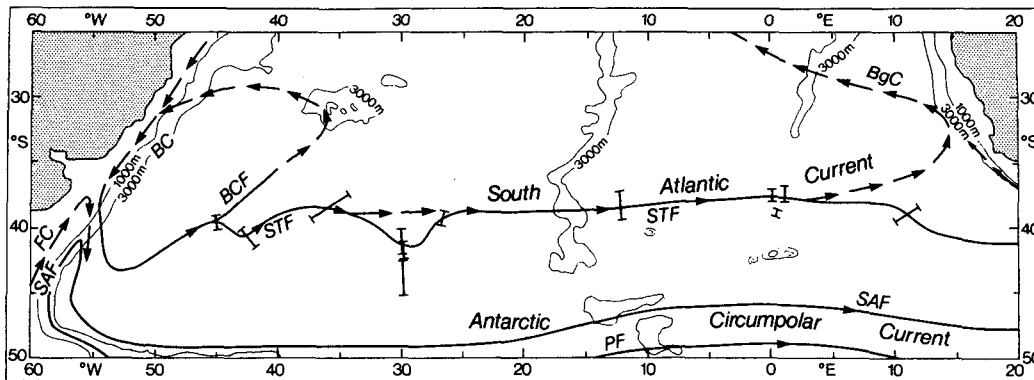 60 °W 50 40 30 20 10 0 °E 10 20
3000m
3000m
BgC
30 30
3000m
1000m
3000m
°S °S
BC
1000m
3000m
3000m
BCF
South Atlantic Current
STF STF
FC
40 40
SAF
SAF
Antarctic Circumpolar Current
PF
50 50
60 °W 50 40 30 20 10 0 °E 10 20